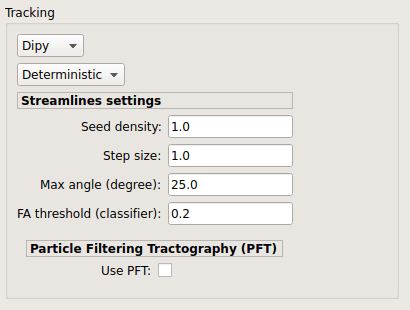 Tracking
Dipy
Deterministic
Streamlines settings
Seed density: 1.0
Step size: 1.0
Max angle (degree): 25.0
FA threshold (classifier): 0.2
Particle Filtering Tractography (PFT)
Use PFT: